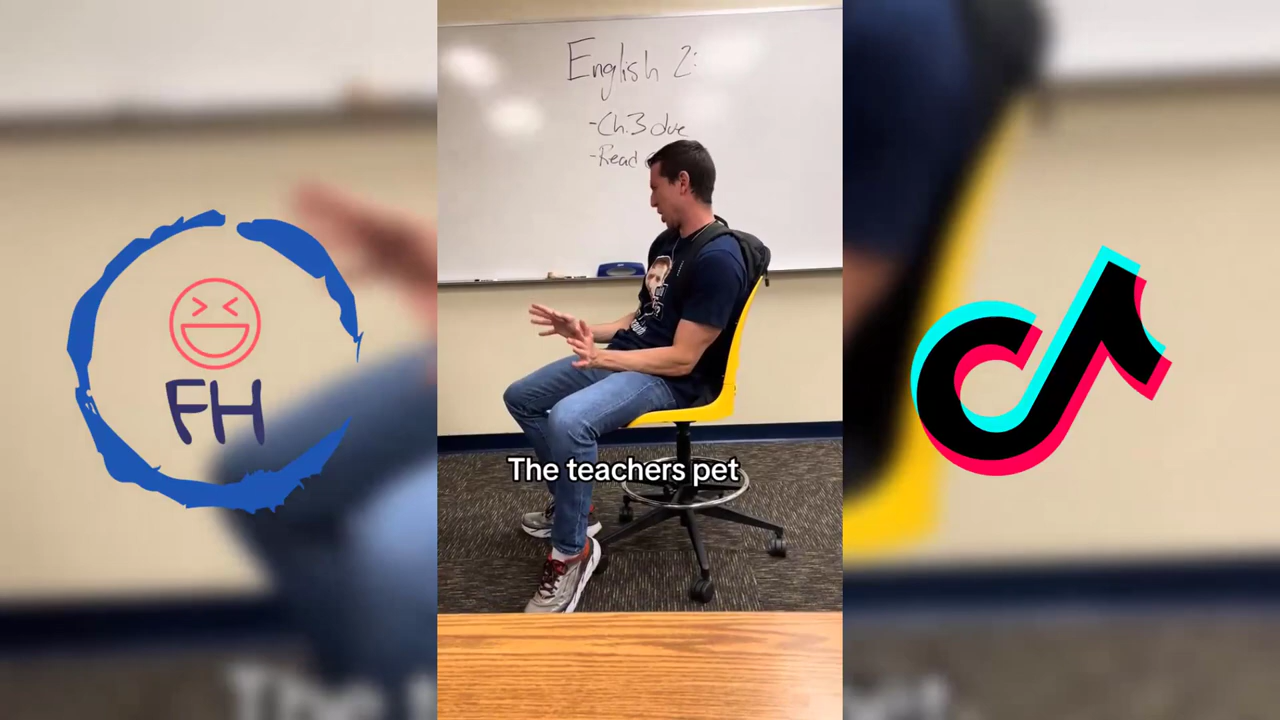 English 2:
-Ch.3 due
-Read
FH
The teachers pet